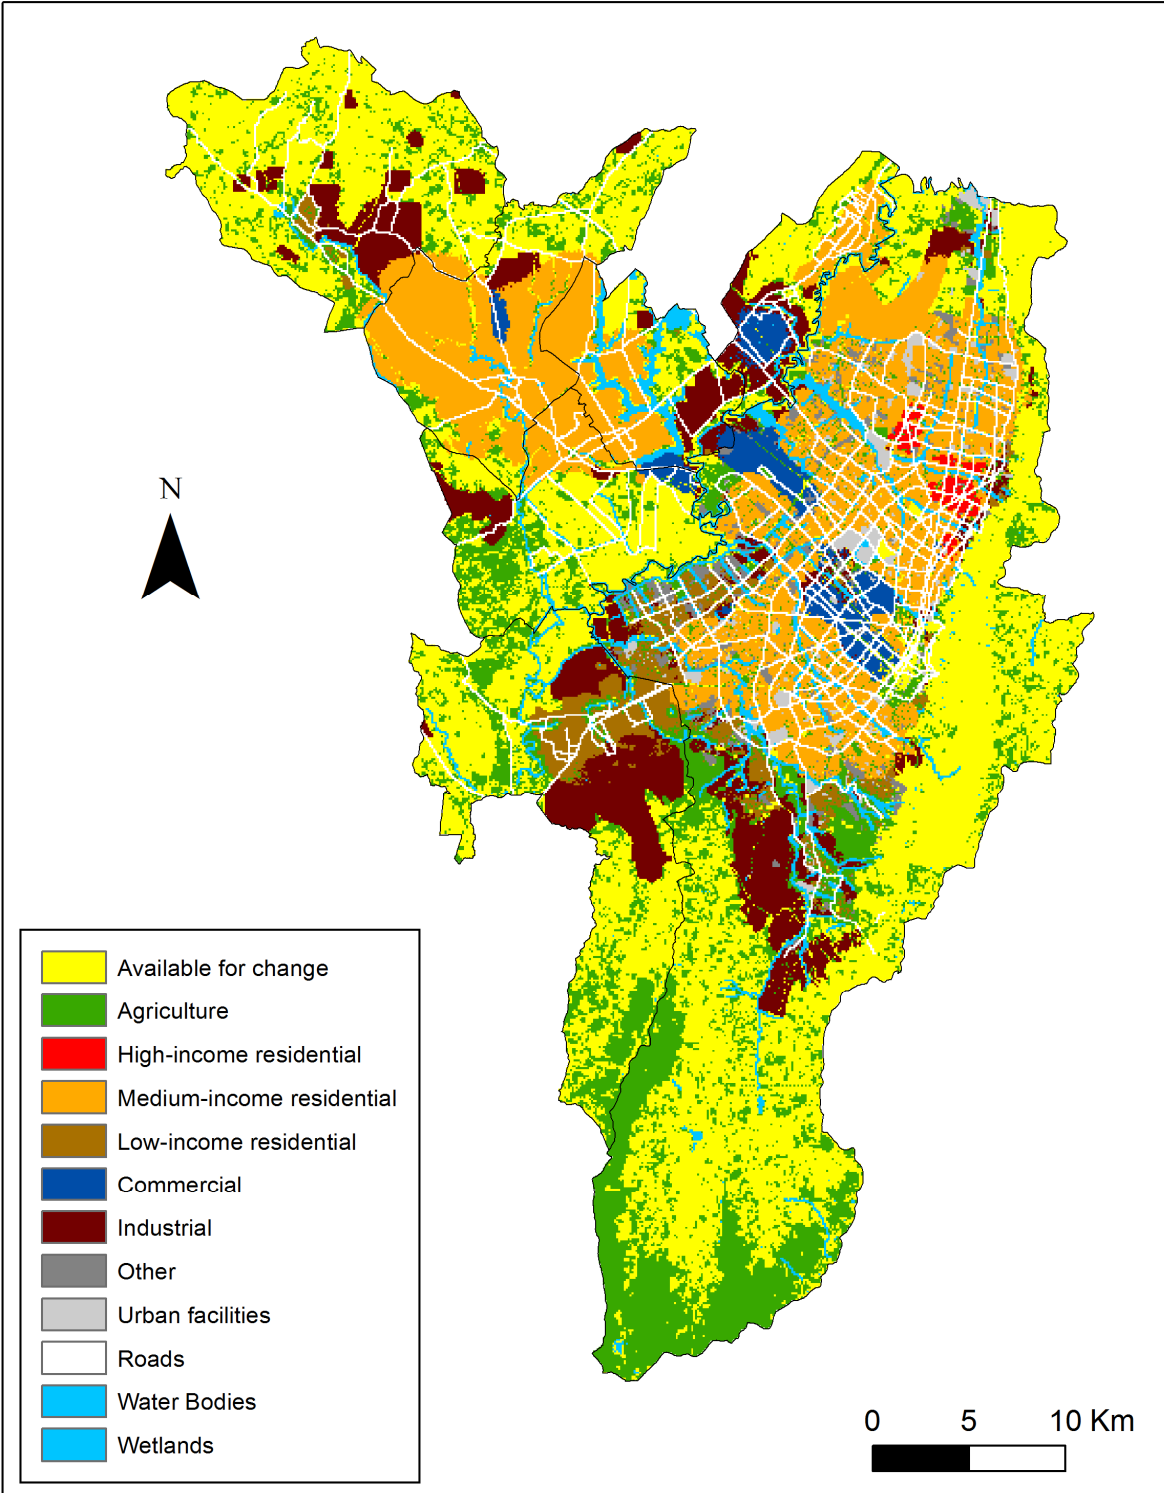 N
Available for change
Agriculture
High-income residential
Medium-income residential
Low-income residential
Commercial
Industrial
Other
Urban facilities
Roads
Water Bodies
Wetlands
0 5 10 Km